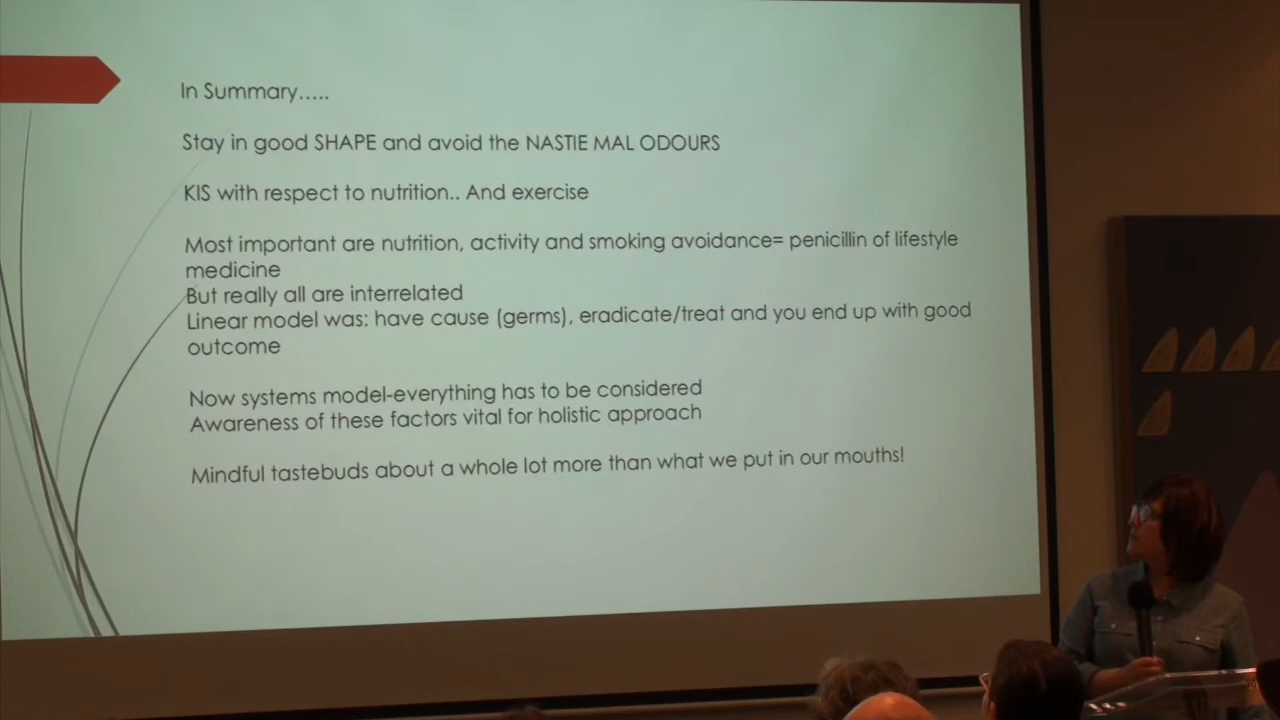 In Summary…..
Stay in good SHAPE and avoid the NASTIE MAL ODOURS
KIS with respect to nutrition.. And exercise
Most important are nutrition, activity and smoking avoidance= penicillin of lifestyle
medicine
But really all are interrelated
Linear model was: have cause (germs), eradicate/treat and you end up with good
outcome
Now systems model-everything has to be considered
Awareness of these factors vital for holistic approach
Mindful tastebuds about a whole lot more than what we put in our mouths!